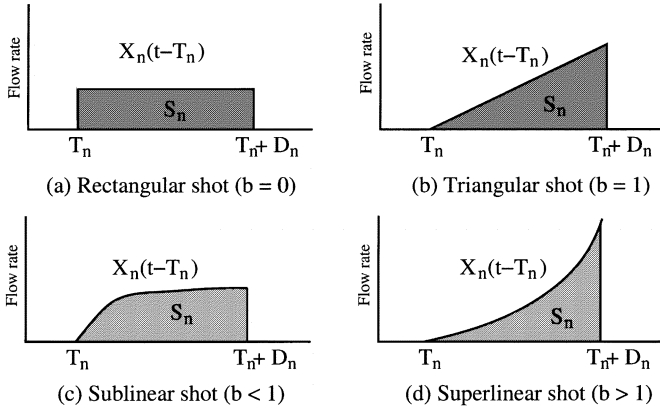 Flow rate
Xn(t−Tn)
Sn
Tn
Tn+ Dn
(a) Rectangular shot (b = 0)
Flow rate
Xn(t−Tn)
Sn
Tn
Tn+ Dn
(b) Triangular shot (b = 1)
Flow rate
Xn(t−Tn)
Sn
Tn
Tn+ Dn
(c) Sublinear shot (b < 1)
Flow rate
Xn(t−Tn)
Sn
Tn
Tn+ Dn
(d) Superlinear shot (b > 1)